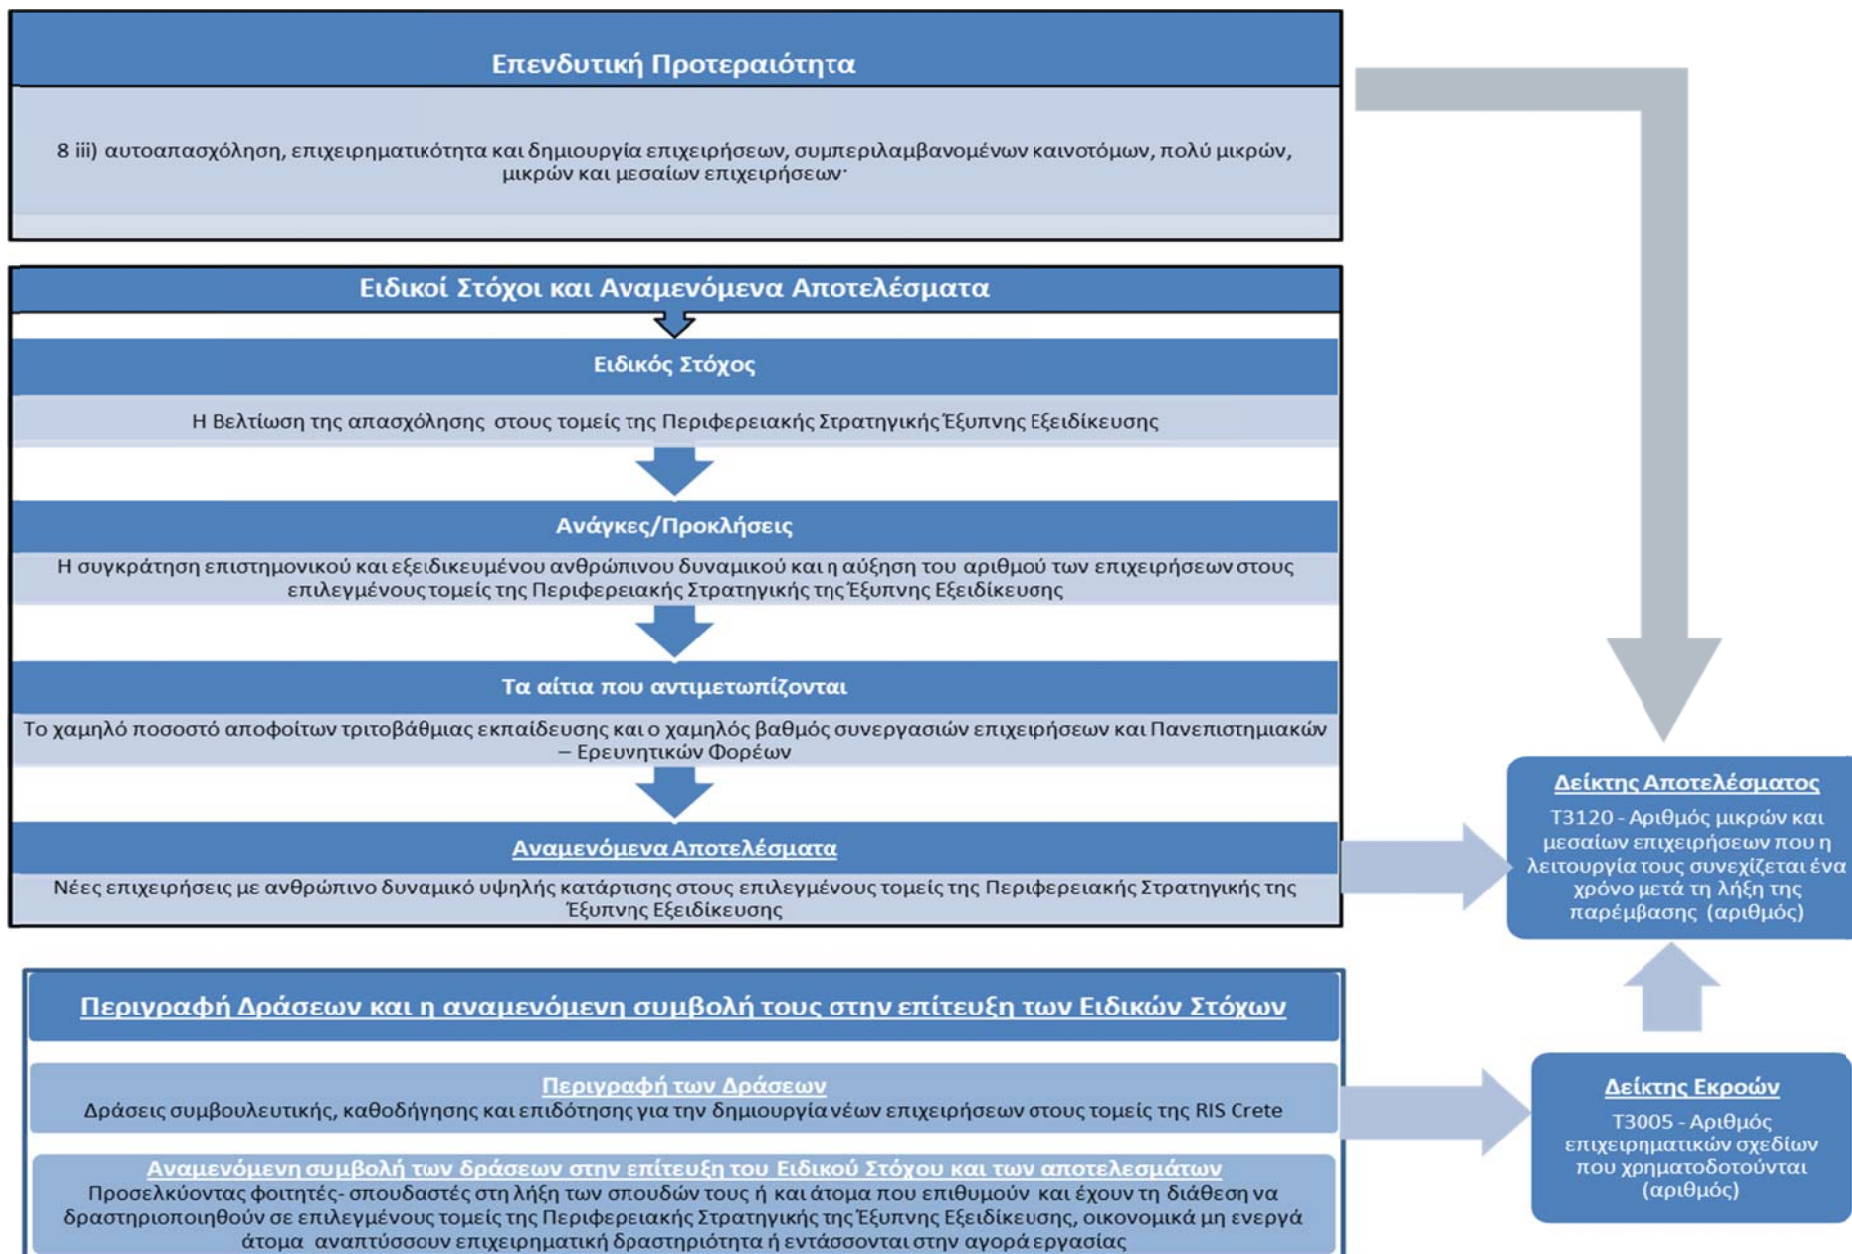 Επενδυτική Προτεραιότητα
8 iii) αυτοαπασχόληση, επιχειρηματικότητα και δημιουργία επιχειρήσεων, συμπεριλαμβανομένων καινοτόμων, πολύ μικρών,
μικρών και μεσαίων επιχειρήσεων·
Ειδικοί Στόχοι και Αναμενόμενα Αποτελέσματα
Ειδικός Στόχος
Η Βελτίωση της απασχόλησης στους τομείς της Περιφερειακής Στρατηγικής Έξυπνης Εξειδίκευσης
Ανάγκες/Προκλήσεις
Η συγκράτηση επιστημονικού και εξειδικευμένου ανθρώπινου δυναμικού και η αύξηση του αριθμού των επιχειρήσεων στους
επιλεγμένους τομείς της Περιφερειακής Στρατηγικής της Έξυπνης Εξειδίκευσης
Τα αίτια που αντιμετωπίζονται
Το χαμηλό ποσοστό αποφοίτων τριτοβάθμιας εκπαίδευσης και ο χαμηλός βαθμός συνεργασιών επιχειρήσεων και Πανεπιστημιακών
– Ερευνητικών Φορέων
Αναμενόμενα Αποτελέσματα
Νέες επιχειρήσεις με ανθρώπινο δυναμικό υψηλής κατάρτισης στους επιλεγμένους τομείς της Περιφερειακής Στρατηγικής της
Έξυπνης Εξειδίκευσης
Δείκτης Αποτελέσματος
Τ3120 - Αριθμός μικρών και
μεσαίων επιχειρήσεων που η
λειτουργία τους συνεχίζεται ένα
χρόνο μετά τη λήξη της
παρέμβασης (αριθμός)
Περιγραφή Δράσεων και η αναμενόμενη συμβολή τους στην επίτευξη των Ειδικών Στόχων
Περιγραφή των Δράσεων
Δράσεις συμβουλευτικής, καθοδήγησης και επιδότησης για την δημιουργία νέων επιχειρήσεων στους τομείς της RIS Crete
Αναμενόμενη συμβολή των δράσεων στην επίτευξη του Ειδικού Στόχου και των αποτελεσμάτων
Προσελκύοντας φοιτητές- σπουδαστές στη λήξη των σπουδών τους ή και άτομα που επιθυμούν και έχουν τη διάθεση να
δραστηριοποιηθούν σε επιλεγμένους τομείς της Περιφερειακής Στρατηγικής της Έξυπνης Εξειδίκευσης, οικονομικά μη ενεργά
άτομα αναπτύσσουν επιχειρηματική δραστηριότητα ή εντάσσονται στην αγορά εργασίας
Δείκτης Εκροών
Τ3005 - Αριθμός
επιχειρηματικών σχεδίων
που χρηματοδοτούνται
(αριθμός)